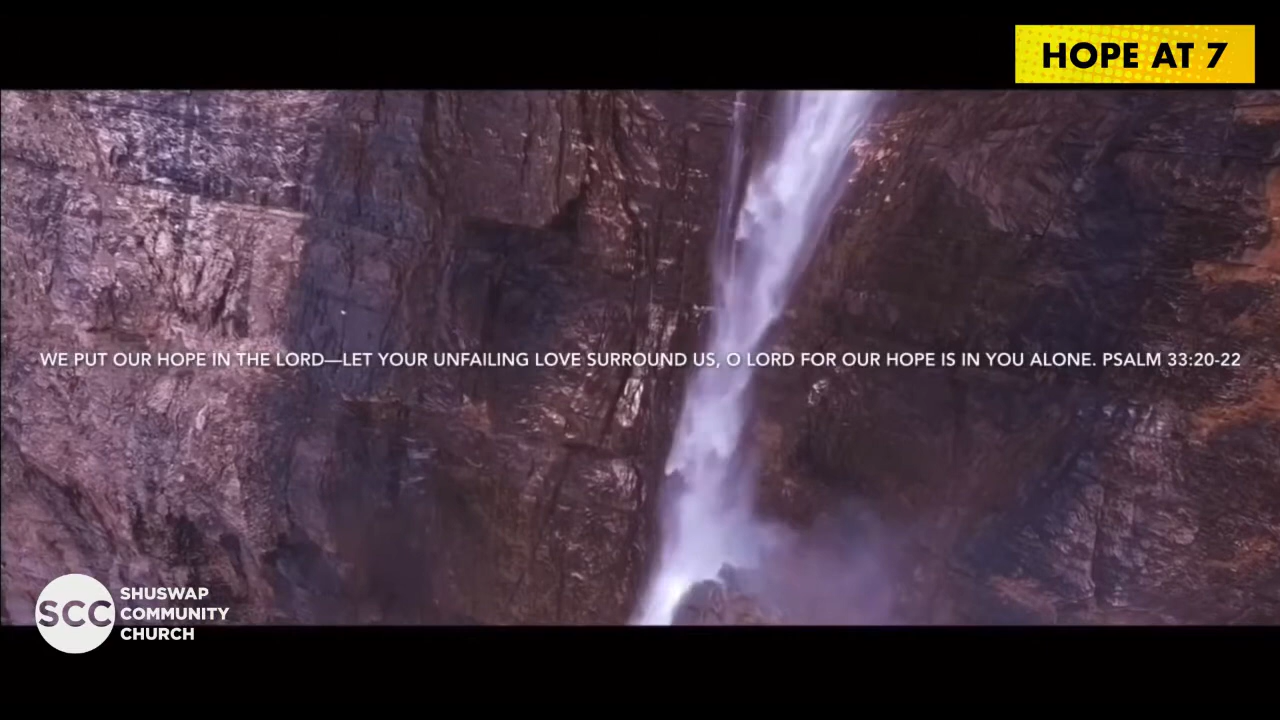 HOPE AT 7
WE PUT OUR HOPE IN THE LORD—LET YOUR UNFAILING LOVE SURROUND US, O LORD FOR OUR HOPE IS IN YOU ALONE. PSALM 33:20-22
SCC
SHUSWAP
COMMUNITY
CHURCH